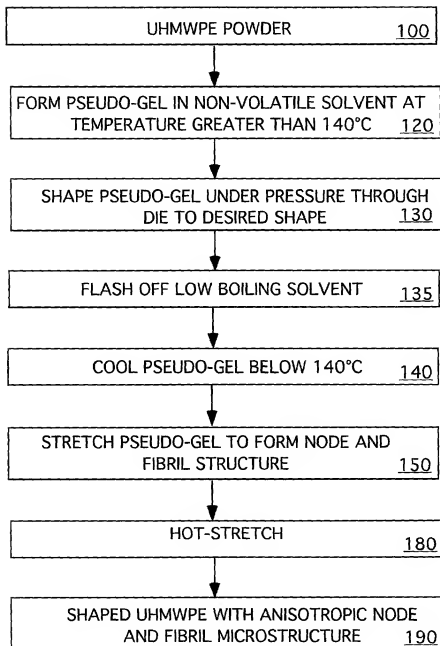 UHMWPE POWDER 100
FORM PSEUDO-GEL IN NON-VOLATILE SOLVENT AT
TEMPERATURE GREATER THAN 140°C 120
SHAPE PSEUDO-GEL UNDER PRESSURE THROUGH
DIE TO DESIRED SHAPE 130
FLASH OFF LOW BOILING SOLVENT 135
COOL PSEUDO-GEL BELOW 140°C 140
STRETCH PSEUDO-GEL TO FORM NODE AND
FIBRIL STRUCTURE 150
HOT-STRETCH 180
SHAPED UHMWPE WITH ANISOTROPIC NODE
AND FIBRIL MICROSTRUCTURE 190